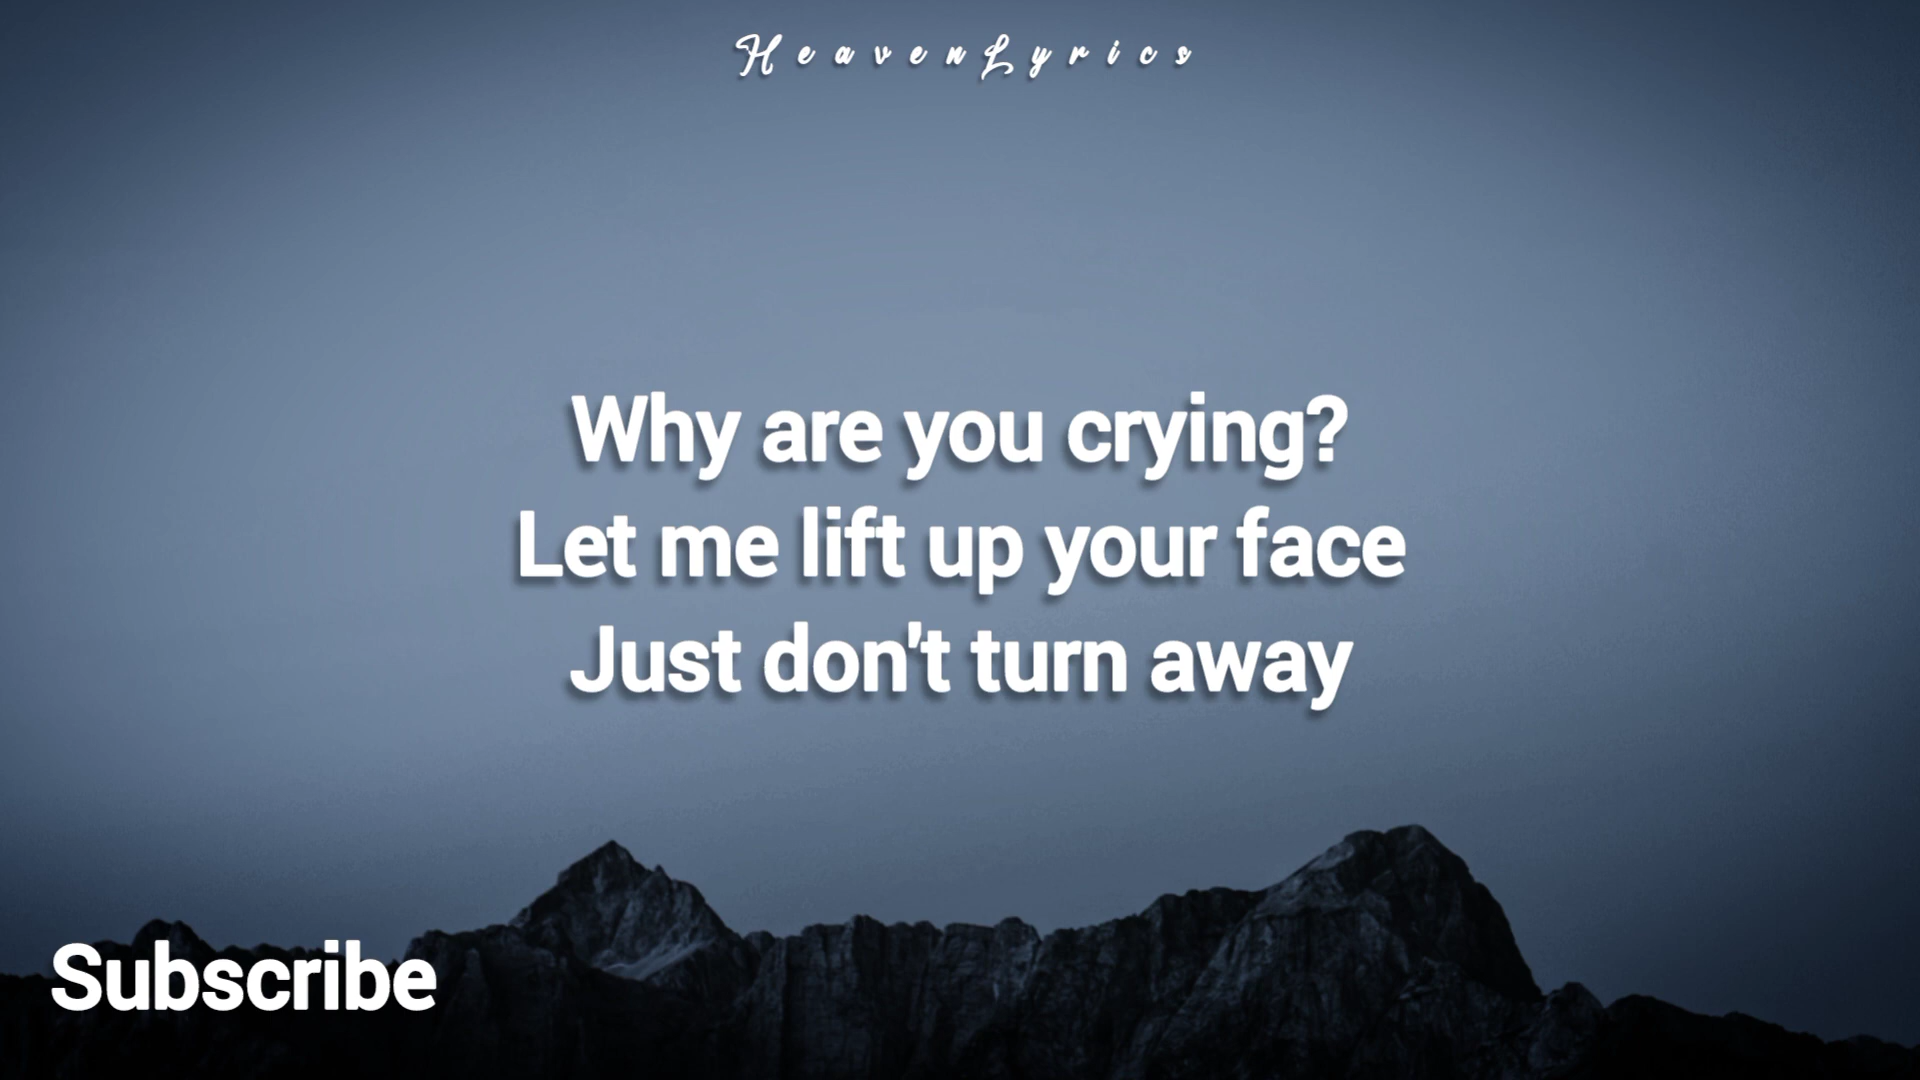 HeavenLyrics
Why are you crying?
Let me lift up your face
Just don't turn away
Subscribe